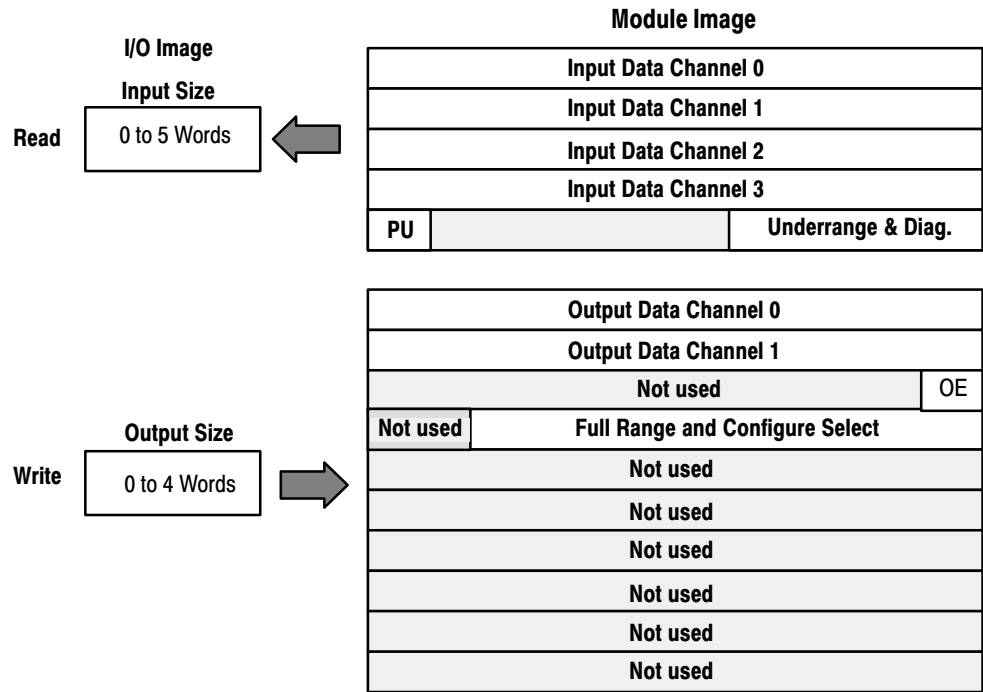 Module Image
I/O Image
Input Size
Read
0 to 5 Words
Input Data Channel 0
Input Data Channel 1
Input Data Channel 2
Input Data Channel 3
PU
Underrange & Diag.
Output Data Channel 0
Output Data Channel 1
Not used
OE
Output Size
Write
0 to 4 Words
Not used
Full Range and Configure Select
Not used
Not used
Not used
Not used
Not used
Not used